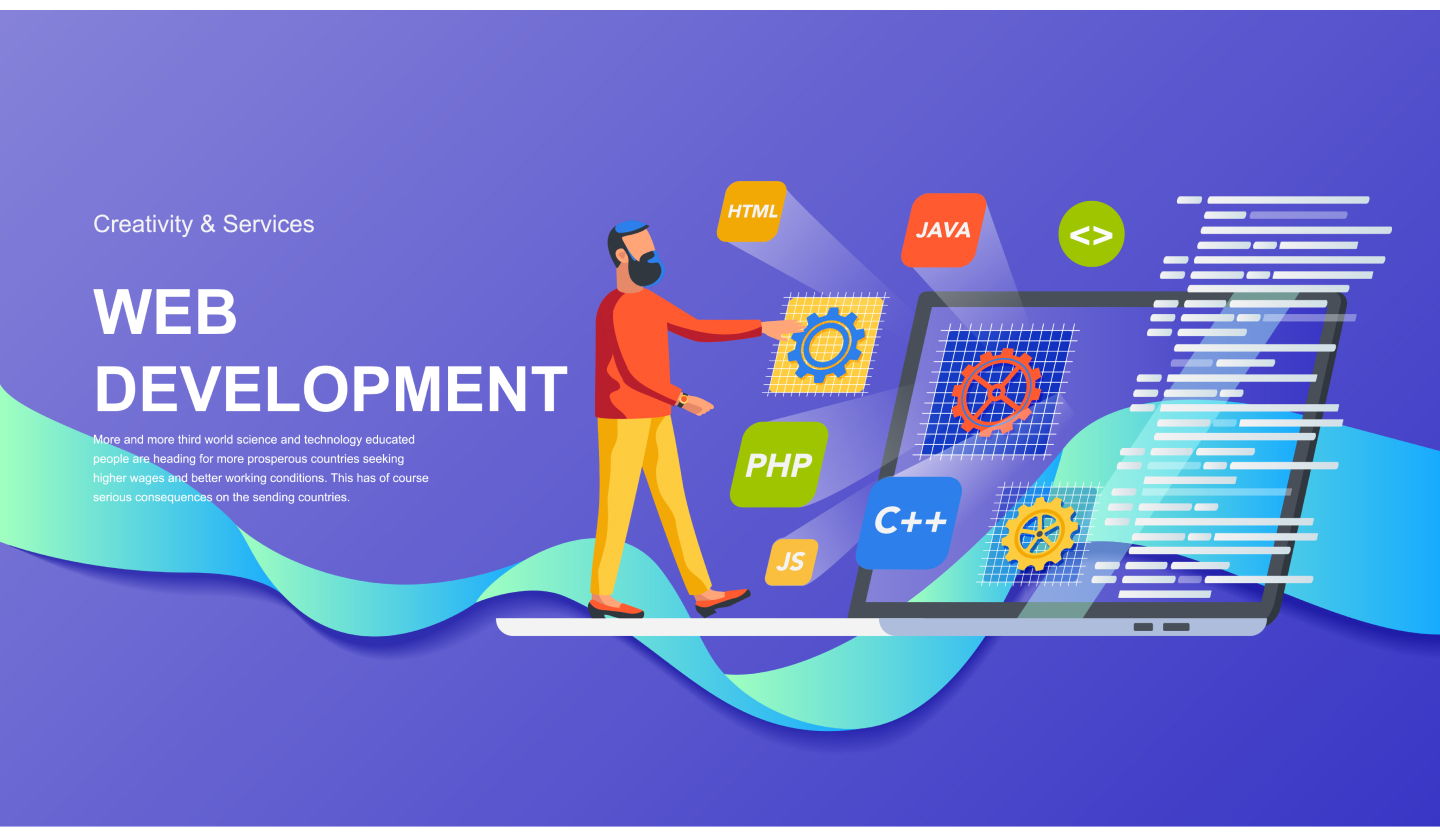 Creativity & Services
WEB
DEVELOPMENT
More and more third world science and technology educated
people are heading for more prosperous countries seeking
higher wages and better working conditions. This has of course
serious consequences on the sending countries.
HTML
JAVA
<>
PHP
C++
JS